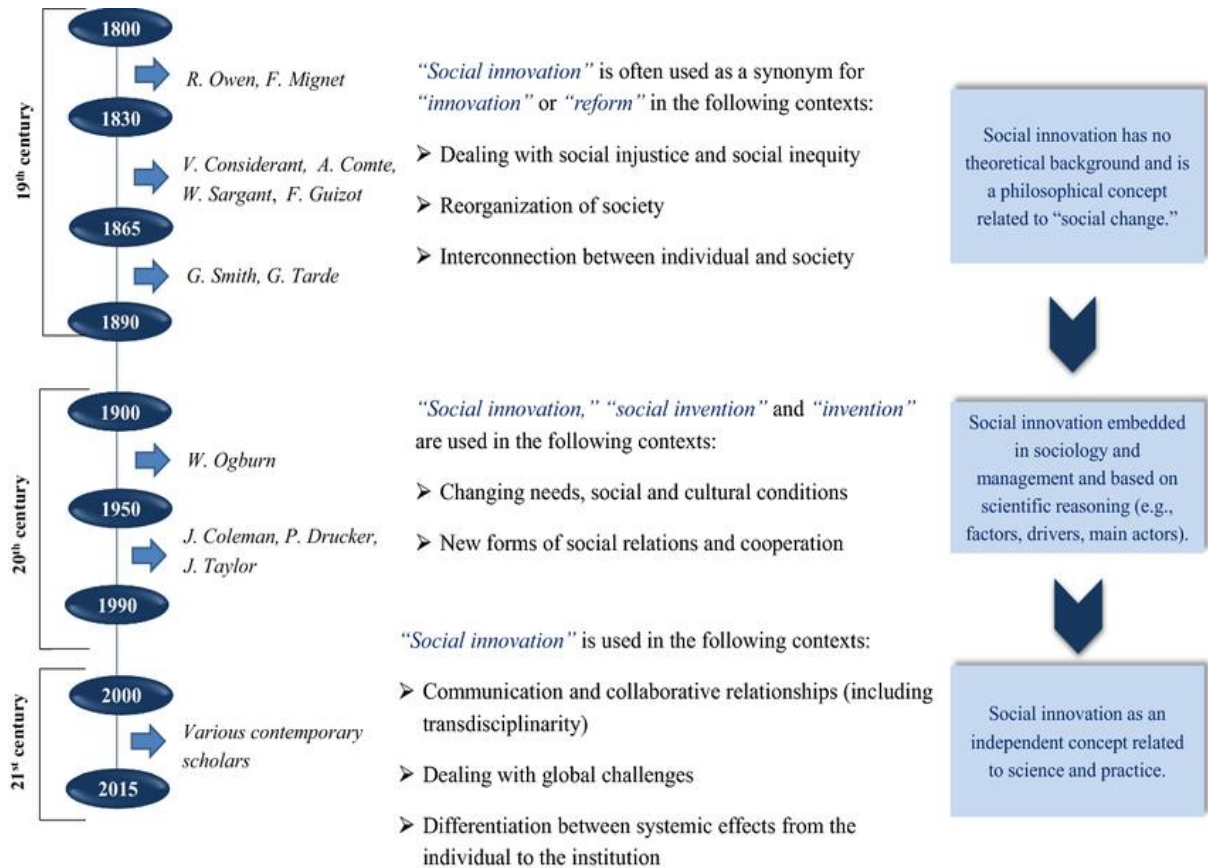 19th century
1800
R. Owen, F. Mignet
1830
V. Considerant, A. Comte,
W. Sargant, F. Guizot
1865
G. Smith, G. Tarde
1890
“Social innovation” is often used as a synonym for
“innovation” or “reform” in the following contexts:
➤ Dealing with social injustice and social inequity
➤ Reorganization of society
➤ Interconnection between individual and society
Social innovation has no
theoretical background and is
a philosophical concept
related to “social change.”
20th century
1900
W. Ogburn
1950
J. Coleman, P. Drucker,
J. Taylor
1990
“Social innovation,” “social invention” and “invention”
are used in the following contexts:
➤ Changing needs, social and cultural conditions
➤ New forms of social relations and cooperation
Social innovation embedded
in sociology and
management and based on
scientific reasoning (e.g.,
factors, drivers, main actors).
21st century
2000
Various contemporary
scholars
2015
“Social innovation” is used in the following contexts:
➤ Communication and collaborative relationships (including
transdisciplinarity)
➤ Dealing with global challenges
➤ Differentiation between systemic effects from the
individual to the institution
Social innovation as an
independent concept related
to science and practice.